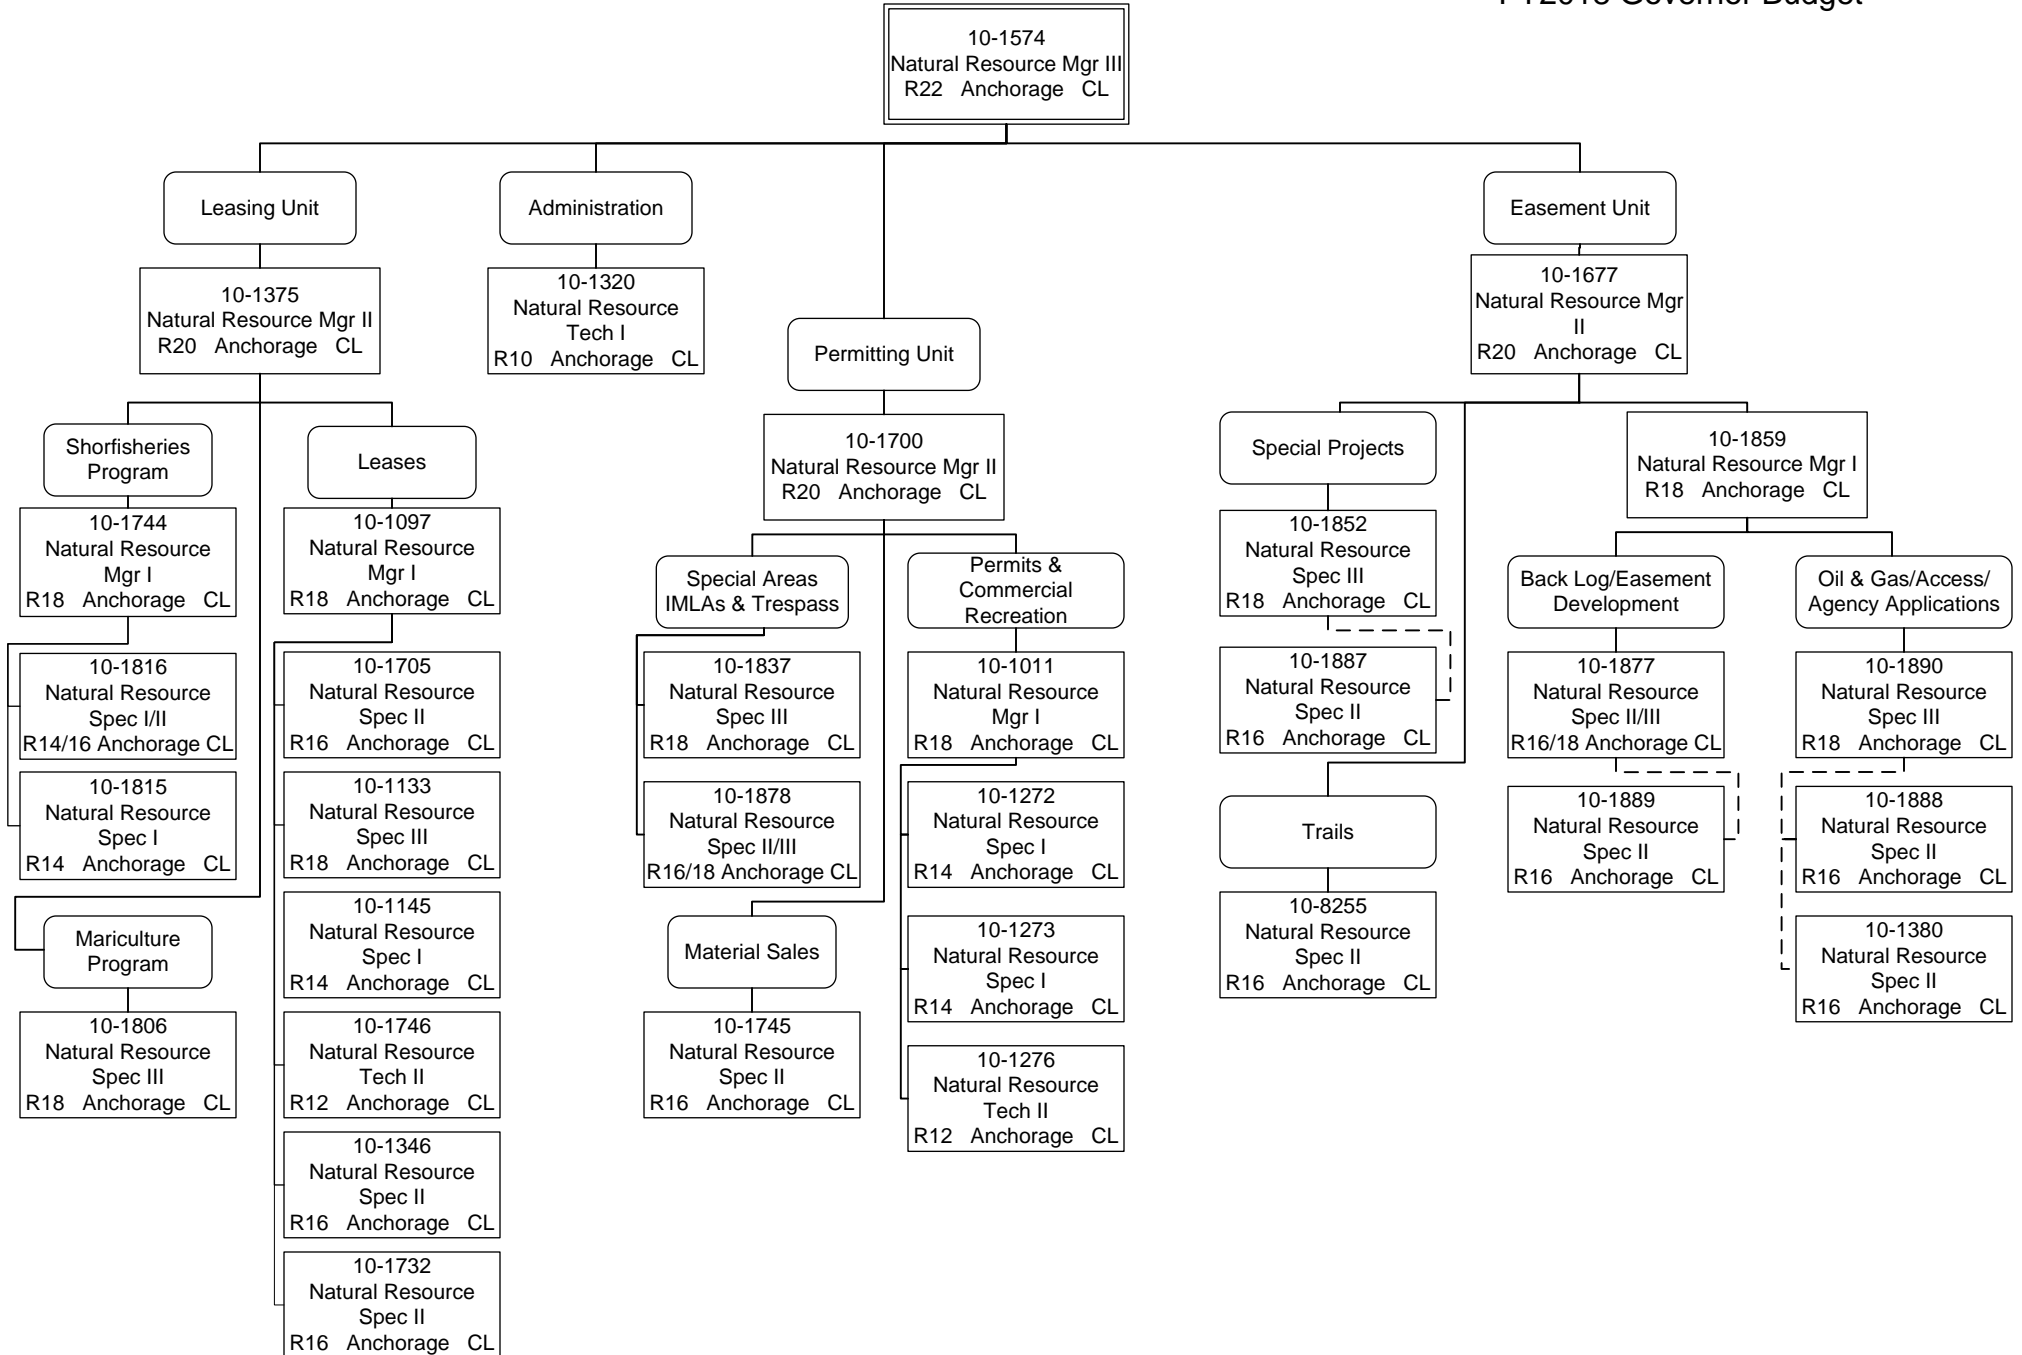 FY2018 Governor Budget
10-1574
Natural Resource Mgr III
R22 Anchorage CL
Leasing Unit
Administration
Easement Unit
10-1375
Natural Resource Mgr II
R20 Anchorage CL
10-1320
Natural Resource
Tech I
R10 Anchorage CL
Permitting Unit
10-1677
Natural Resource Mgr
II
R20 Anchorage CL
Shorfisheries
Program
Leases
10-1700
Natural Resource Mgr II
R20 Anchorage CL
Special Projects
10-1859
Natural Resource Mgr I
R18 Anchorage CL
10-1744
Natural Resource
Mgr I
R18 Anchorage CL
10-1097
Natural Resource
Mgr I
R18 Anchorage CL
Special Areas
IMLAs & Trespass
Permits &
Commercial
Recreation
10-1852
Natural Resource
Spec III
R18 Anchorage CL
Back Log/Easement
Development
Oil & Gas/Access/
Agency Applications
10-1816
Natural Resource
Spec I/II
R14/16 Anchorage CL
10-1705
Natural Resource
Spec II
R16 Anchorage CL
10-1837
Natural Resource
Spec III
R18 Anchorage CL
10-1011
Natural Resource
Mgr I
R18 Anchorage CL
10-1887
Natural Resource
Spec II
R16 Anchorage CL
10-1877
Natural Resource
Spec II/III
R16/18 Anchorage CL
10-1890
Natural Resource
Spec III
R18 Anchorage CL
10-1815
Natural Resource
Spec I
R14 Anchorage CL
10-1133
Natural Resource
Spec III
R18 Anchorage CL
10-1878
Natural Resource
Spec II/III
R16/18 Anchorage CL
10-1272
Natural Resource
Spec I
R14 Anchorage CL
Trails
10-1889
Natural Resource
Spec II
R16 Anchorage CL
10-1888
Natural Resource
Spec II
R16 Anchorage CL
Mariculture
Program
10-1145
Natural Resource
Spec I
R14 Anchorage CL
Material Sales
10-1273
Natural Resource
Spec I
R14 Anchorage CL
10-8255
Natural Resource
Spec II
R16 Anchorage CL
10-1380
Natural Resource
Spec II
R16 Anchorage CL
10-1806
Natural Resource
Spec III
R18 Anchorage CL
10-1746
Natural Resource
Tech II
R12 Anchorage CL
10-1745
Natural Resource
Spec II
R16 Anchorage CL
10-1276
Natural Resource
Tech II
R12 Anchorage CL
10-1346
Natural Resource
Spec II
R16 Anchorage CL
10-1732
Natural Resource
Spec II
R16 Anchorage CL